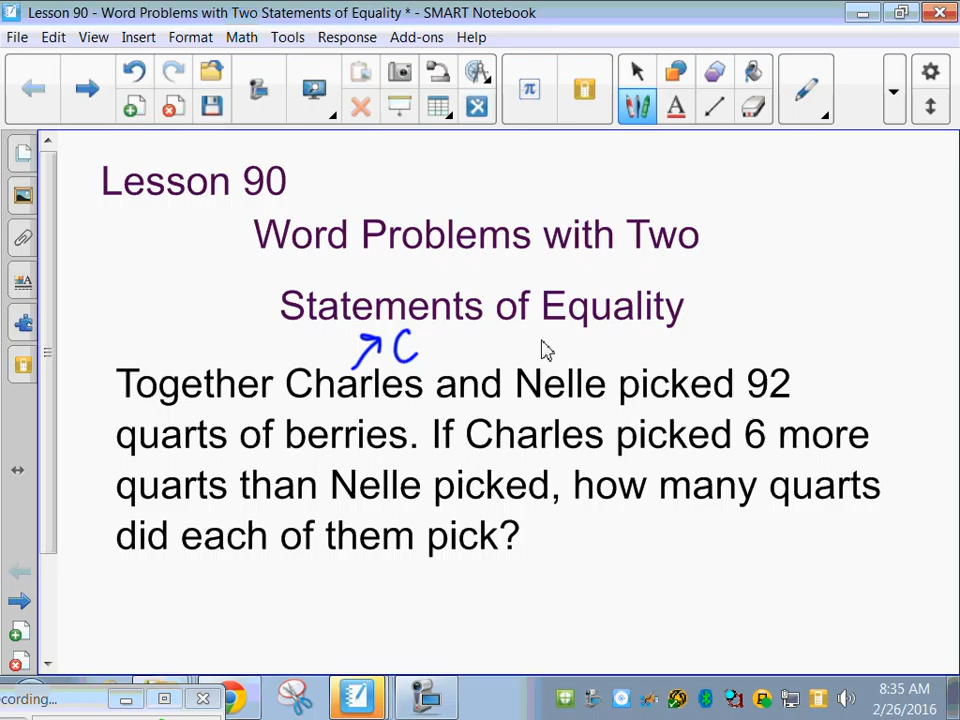 Lesson 90 - Word Problems with Two Statements of Equality * - SMART Notebook
File Edit View Insert Format Math Tools Response Add-ons Help
Lesson 90
Word Problems with Two
Statements of Equality
C
Together Charles and Nelle picked 92
quarts of berries. If Charles picked 6 more
quarts than Nelle picked, how many quarts
did each of them pick?
ecording...
8:35 AM
2/26/2016